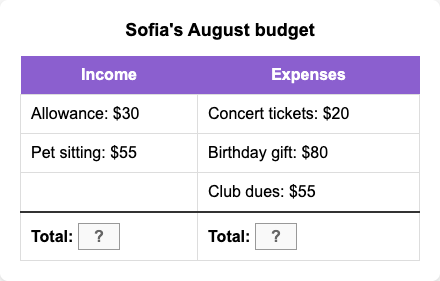 Sofia's August budget
Income Expenses
Allowance: $30 Concert tickets: $20
Pet sitting: $55 Birthday gift: $80
Club dues: $55
Total: ? Total: ?